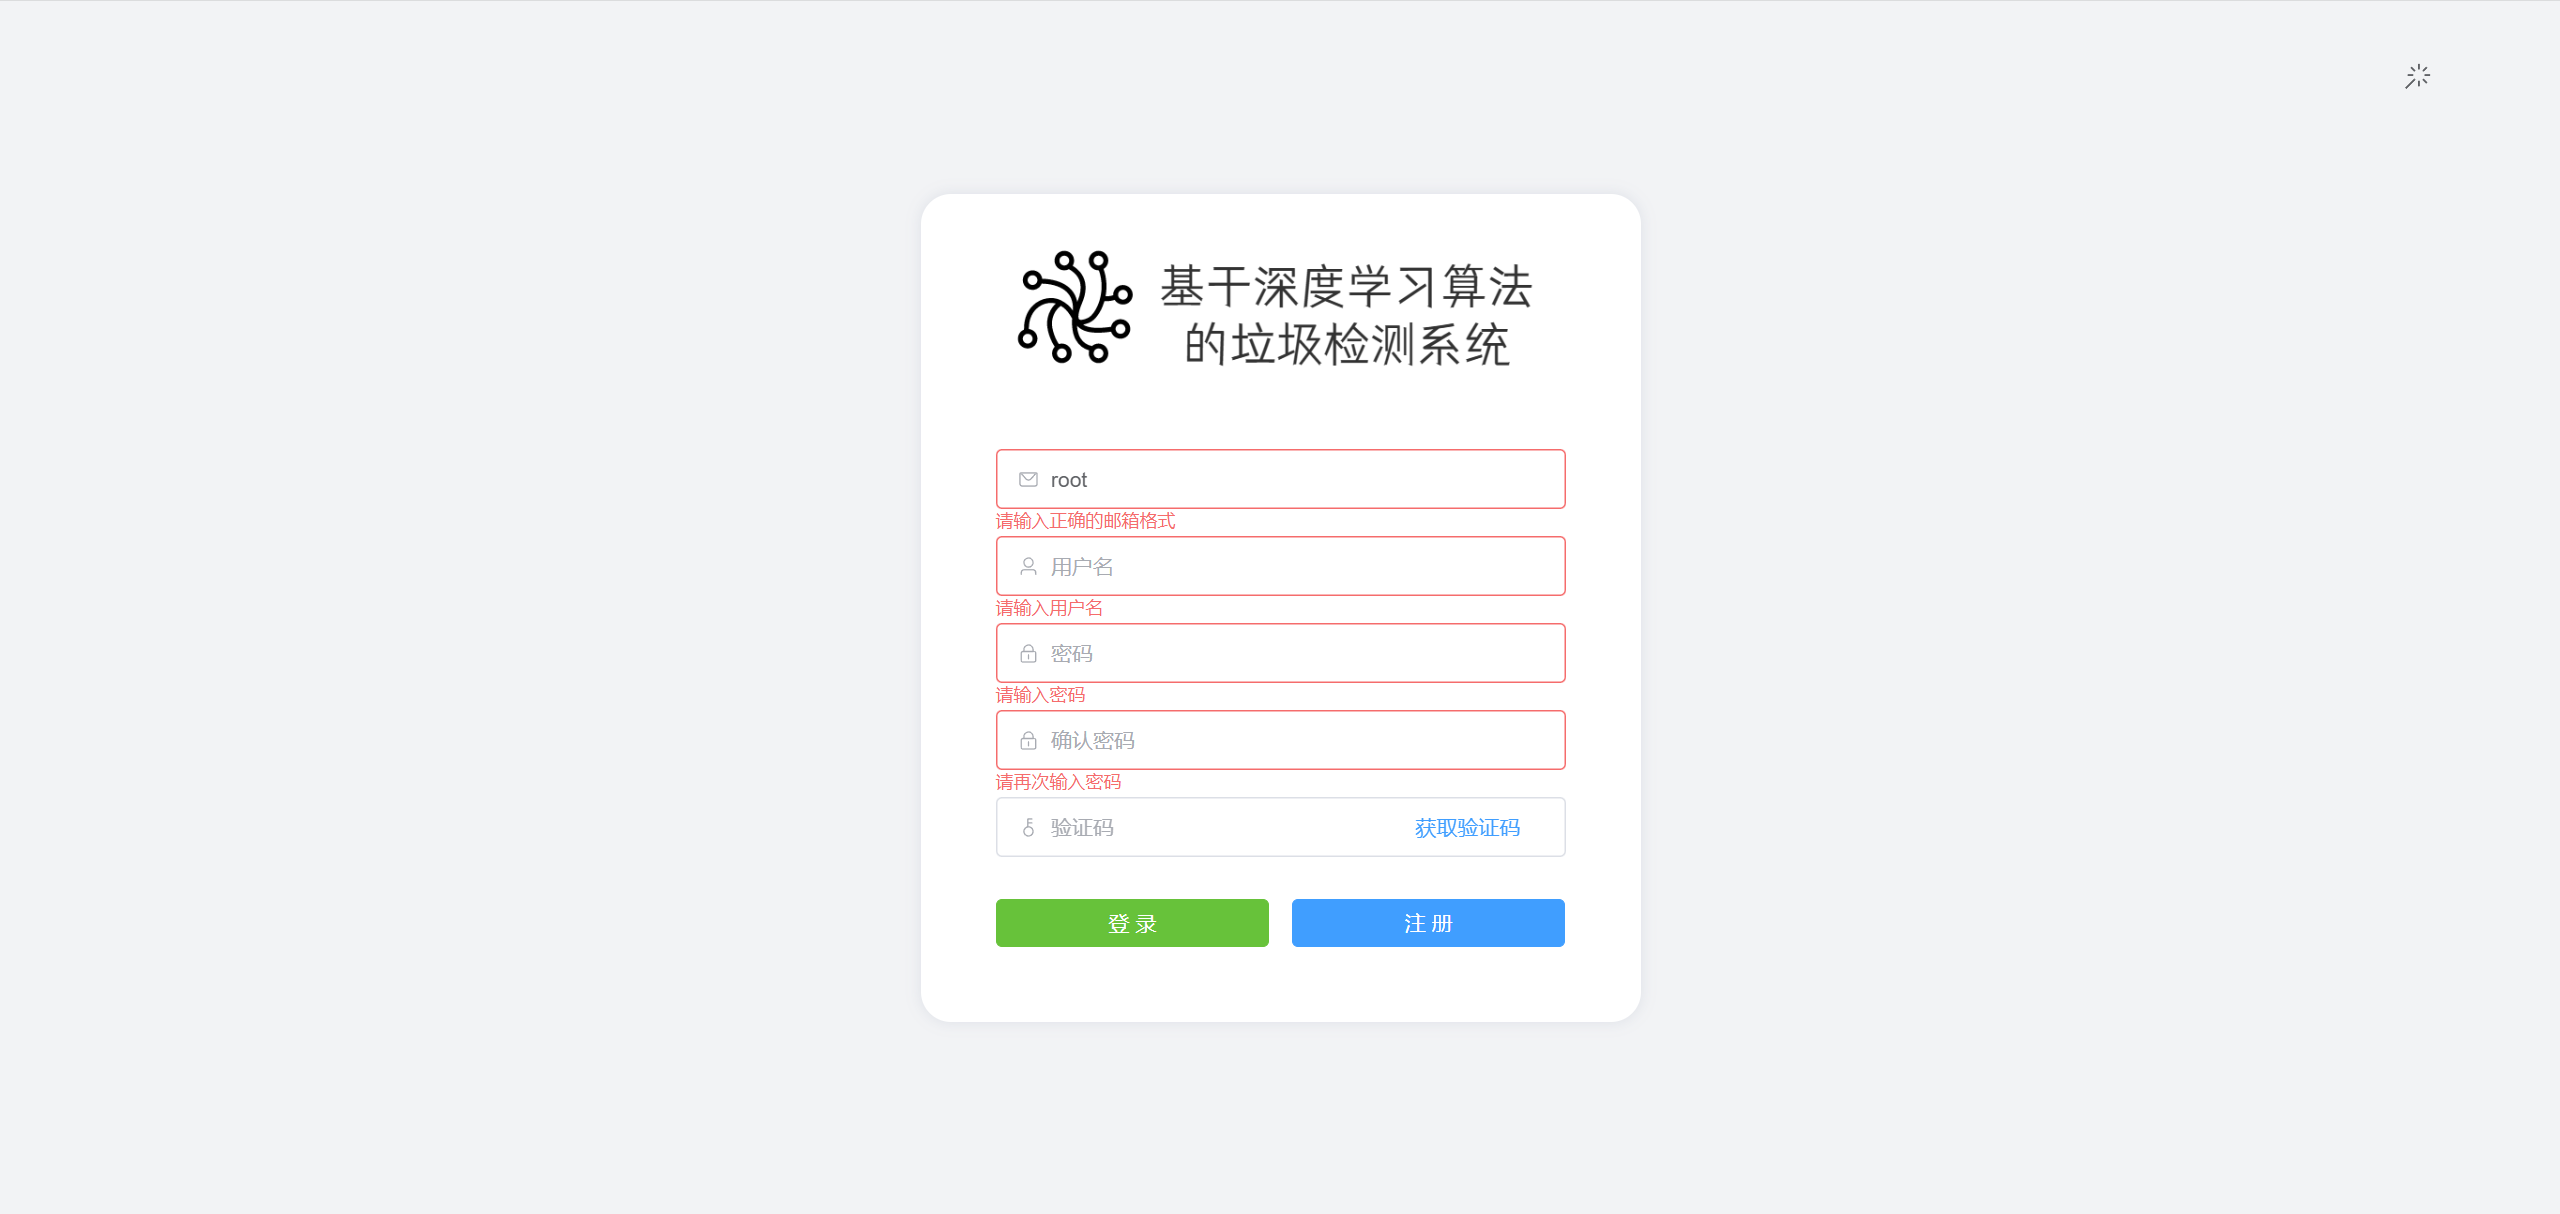 基于深度学习算法
的垃圾检测系统
root
请输入正确的邮箱格式
用户名
请输入用户名
密码
请输入密码
确认密码
请再次输入密码
验证码 获取验证码
登录 注册